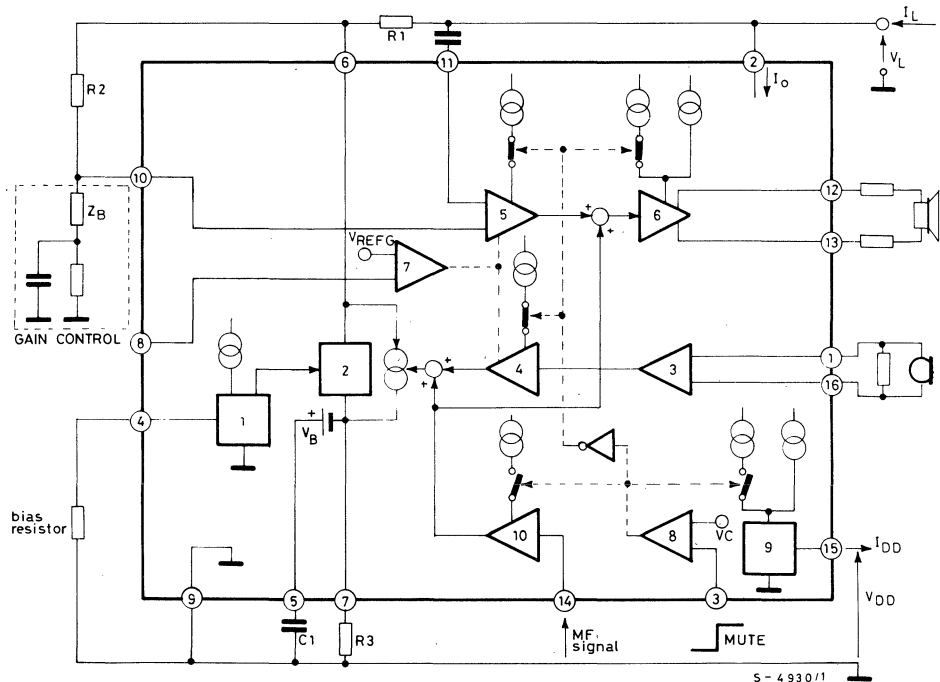 R1
I_L
6
11
2
I_o
V_L
R2
10
Z_B
5
+
+
6
12
13
V_REFG
7
GAIN CONTROL
8
2
+
+
4
3
1
16
4
1
+
V_B
bias
resistor
10
8
VC
9
15
I_DD
V_DD
9
5
7
14
3
C1
R3
MF
signal
MUTE
S-4930/1